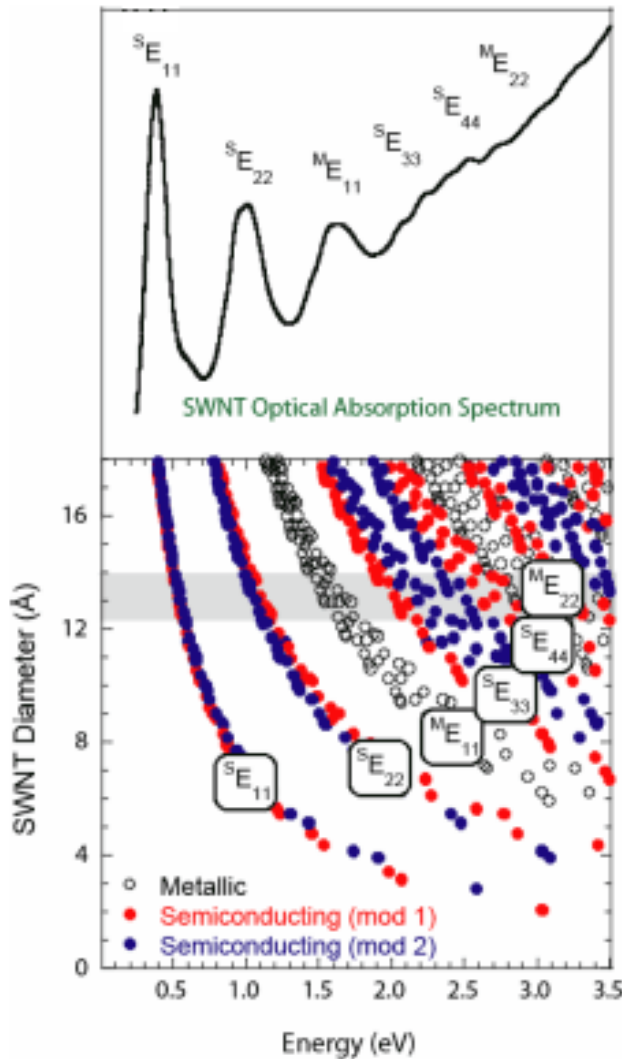 SE11
SE22
ME11
SE33
SE44
ME22
SWNT Optical Absorption Spectrum
SWNT Diameter (Å)
16
12
8
4
0
ME22
SE44
SE33
ME11
SE22
SE11
Metallic
Semiconducting (mod 1)
Semiconducting (mod 2)
0.5 1.0 1.5 2.0 2.5 3.0 3.5
Energy (eV)